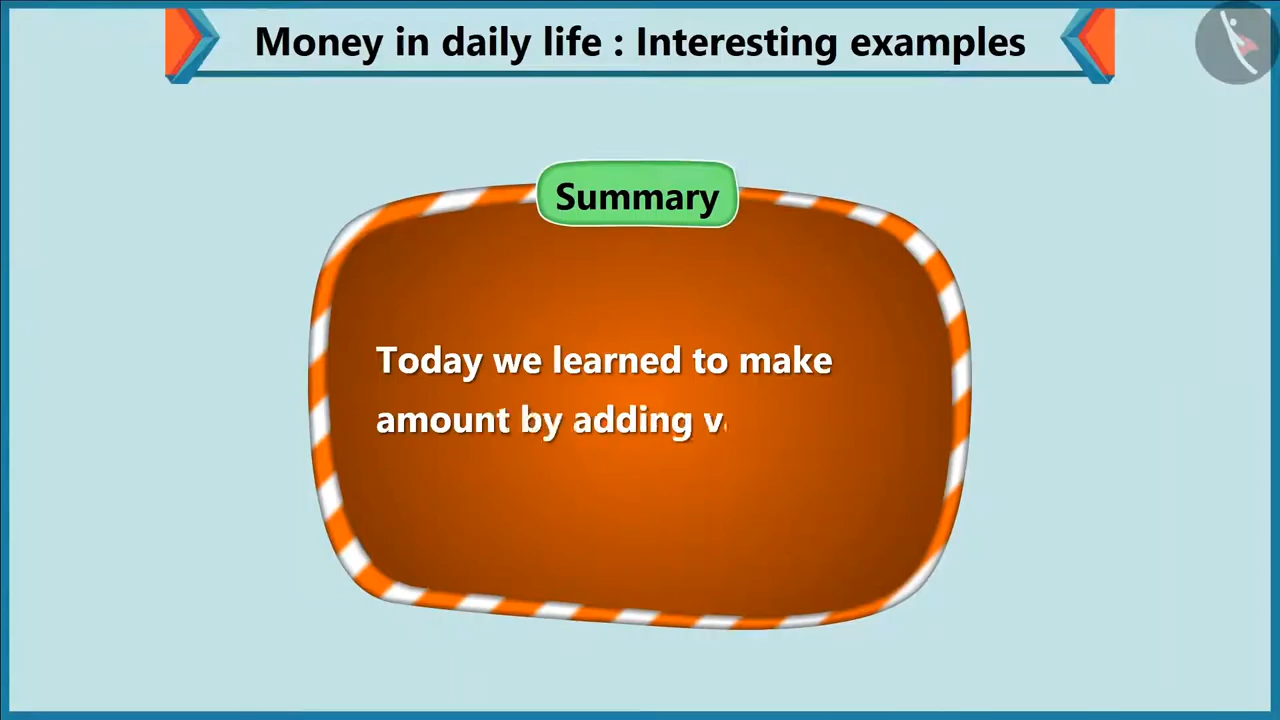 Money in daily life : Interesting examples
Summary
Today we learned to make
amount by adding